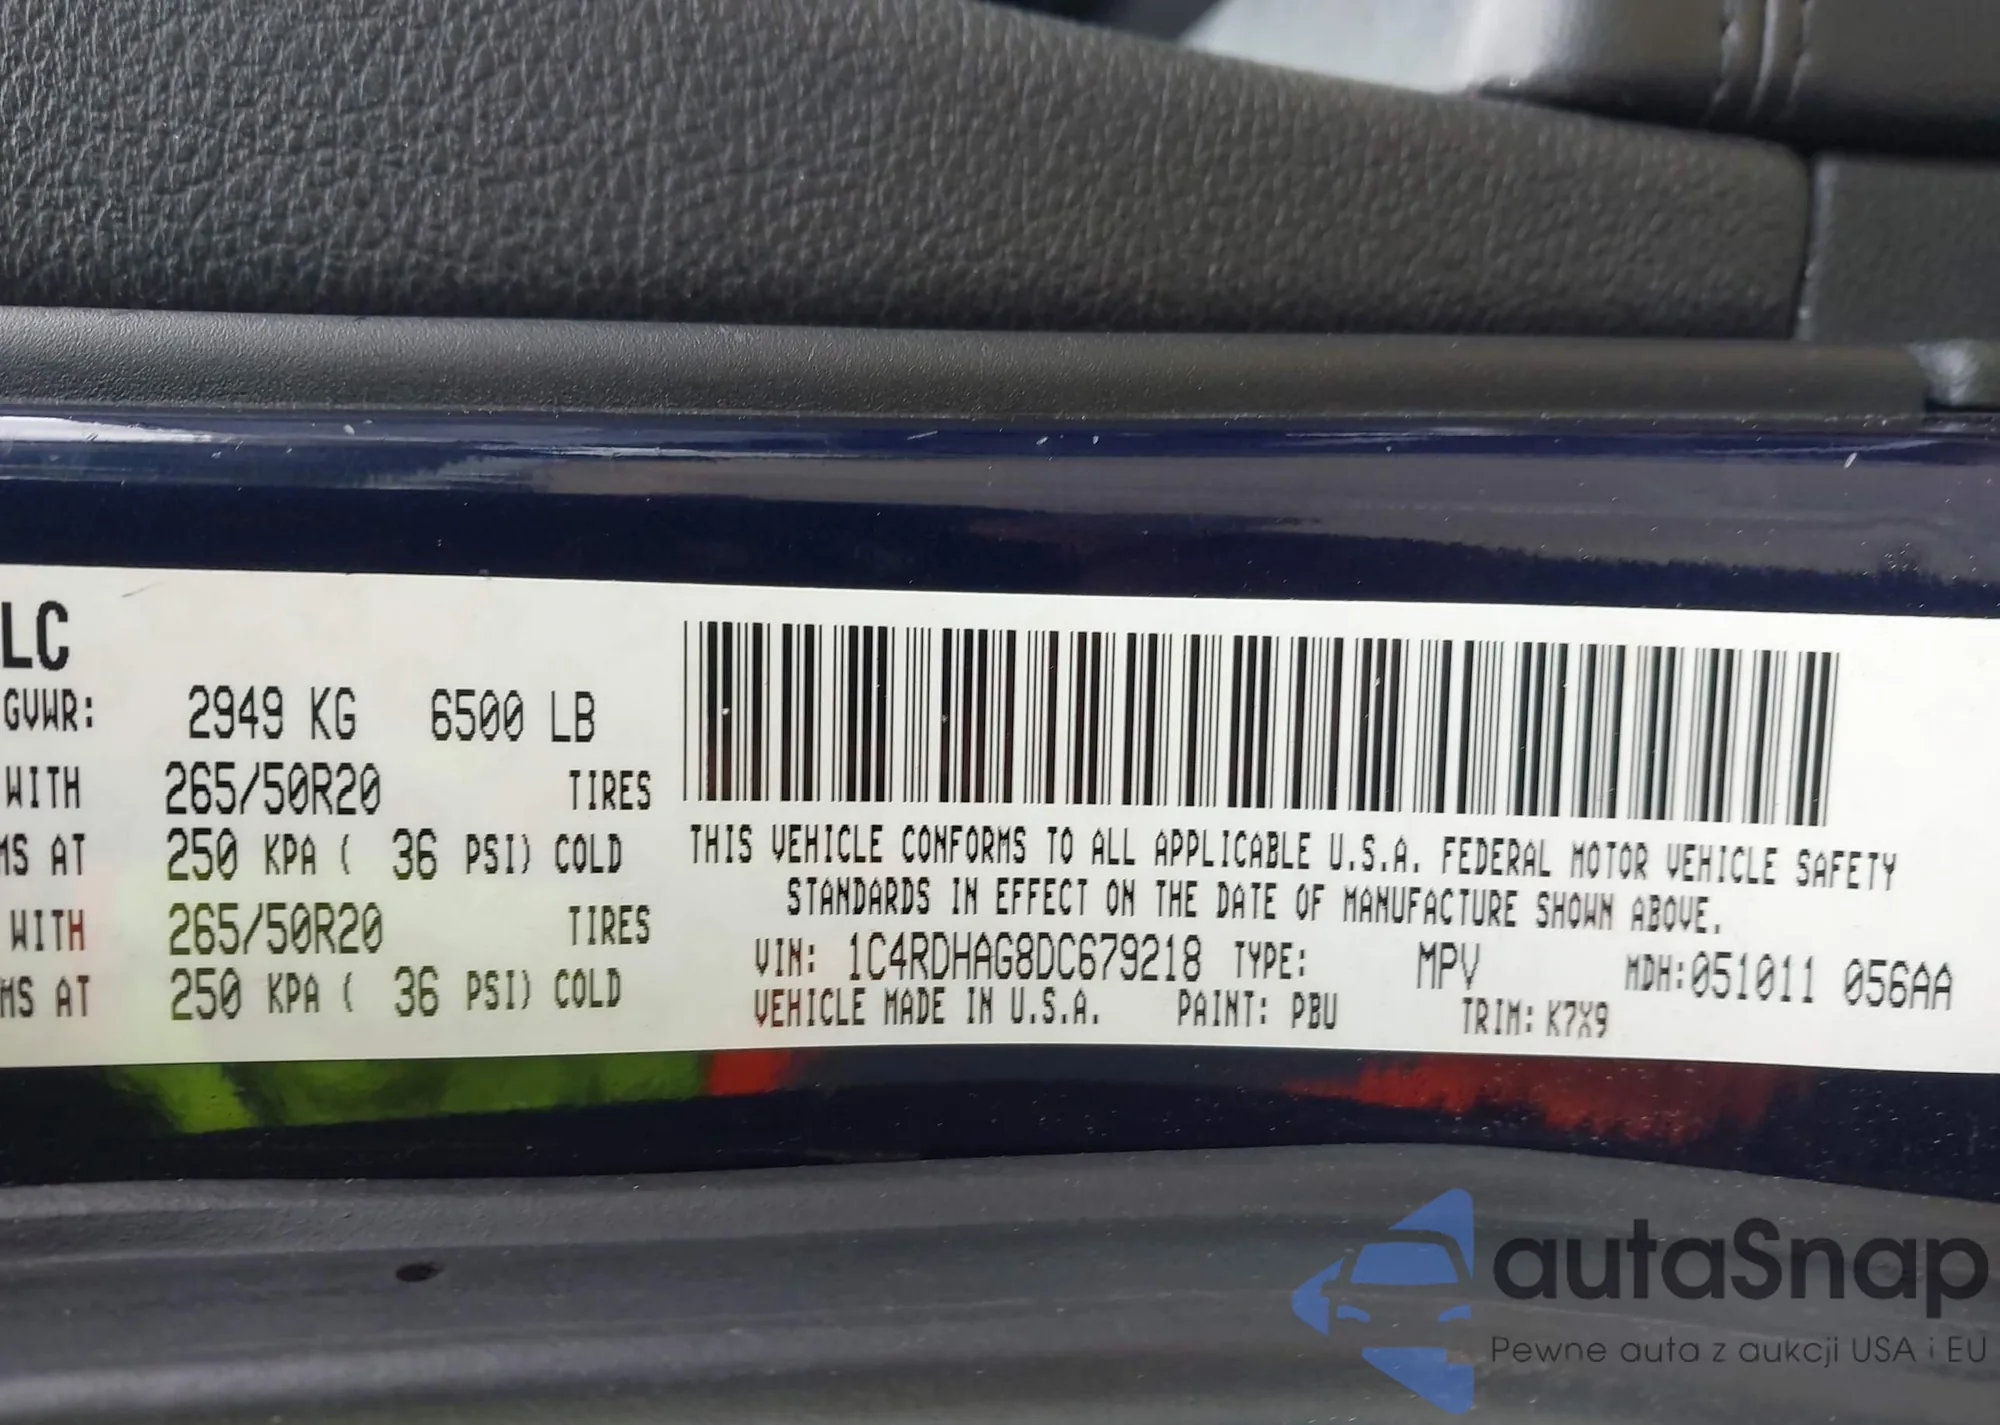 LC
GVWR: 2949 KG 6500 LB
WITH 265/50R20 TIRES
MS AT 250 KPA ( 36 PSI) COLD
WITH 265/50R20 TIRES
MS AT 250 KPA ( 36 PSI) COLD
THIS VEHICLE CONFORMS TO ALL APPLICABLE U.S.A. FEDERAL MOTOR VEHICLE SAFETY
STANDARDS IN EFFECT ON THE DATE OF MANUFACTURE SHOWN ABOVE.
VIN: 1C4RDHAG8DC679218 TYPE: MPV MDH:051011 056AA
VEHICLE MADE IN U.S.A. PAINT: PBU TRIM: K7X9
autaSnap
Pewne auta z aukcji USA i EU